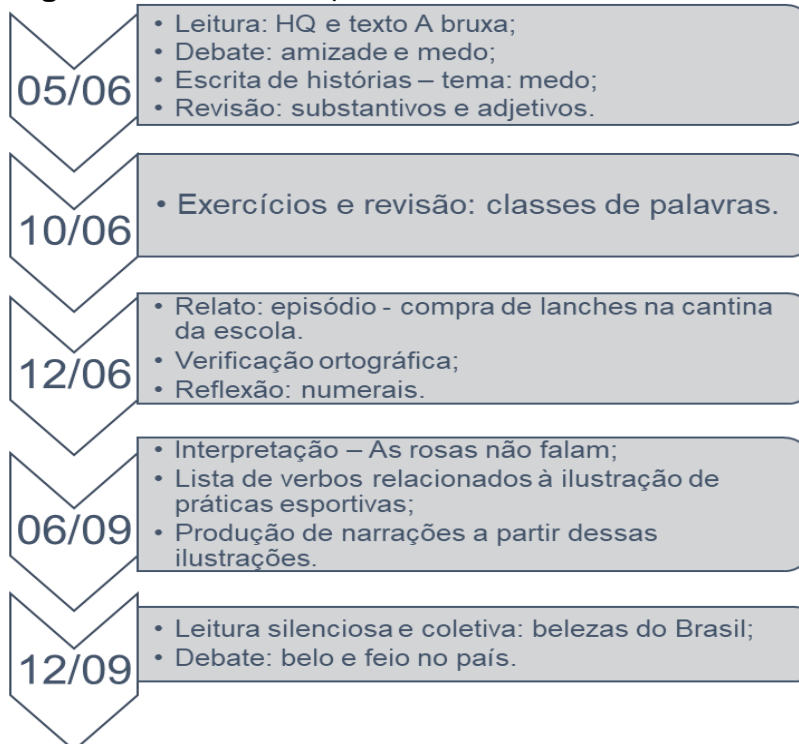 05/06
• Leitura: HQ e texto A bruxa;
• Debate: amizade e medo;
• Escrita de histórias – tema: medo;
• Revisão: substantivos e adjetivos.
10/06
• Exercícios e revisão: classes de palavras.
12/06
• Relato: episódio - compra de lanches na cantina
da escola.
• Verificação ortográfica;
• Reflexão: numerais.
06/09
• Interpretação – As rosas não falam;
• Lista de verbos relacionados à ilustração de
práticas esportivas;
• Produção de narrações a partir dessas
ilustrações.
12/09
• Leitura silenciosa e coletiva: belezas do Brasil;
• Debate: belo e feio no país.